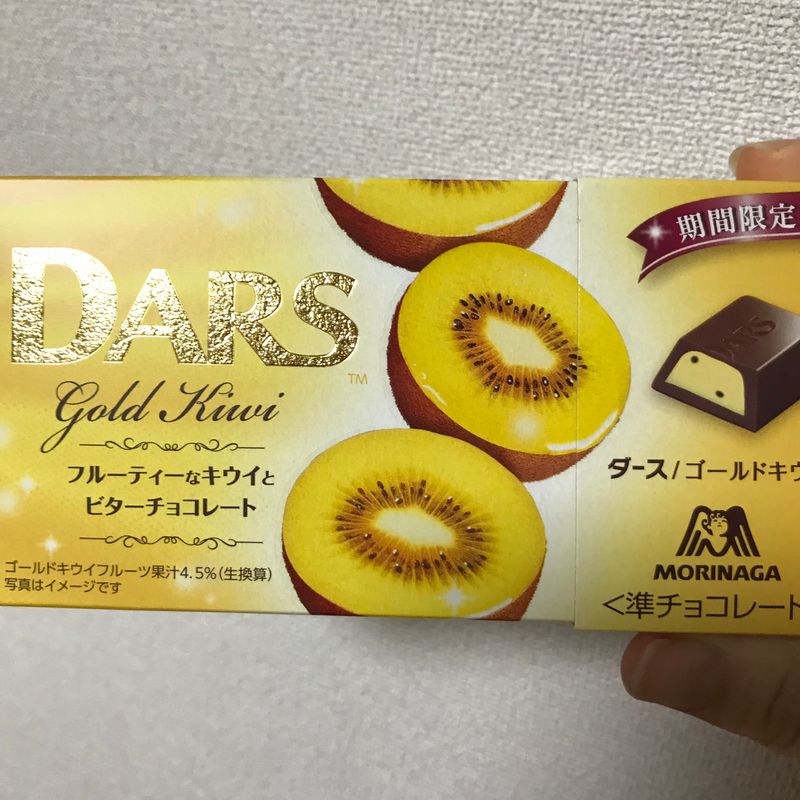 DARS™
Gold Kiwi
フルーティーなキウイと
ビターチョコレート
ゴールドキウイフルーツ果汁4.5%(生換算)
写真はイメージです
期間限定
DARS
ダース/ゴールドキウ
MORINAGA
<準チョコレート